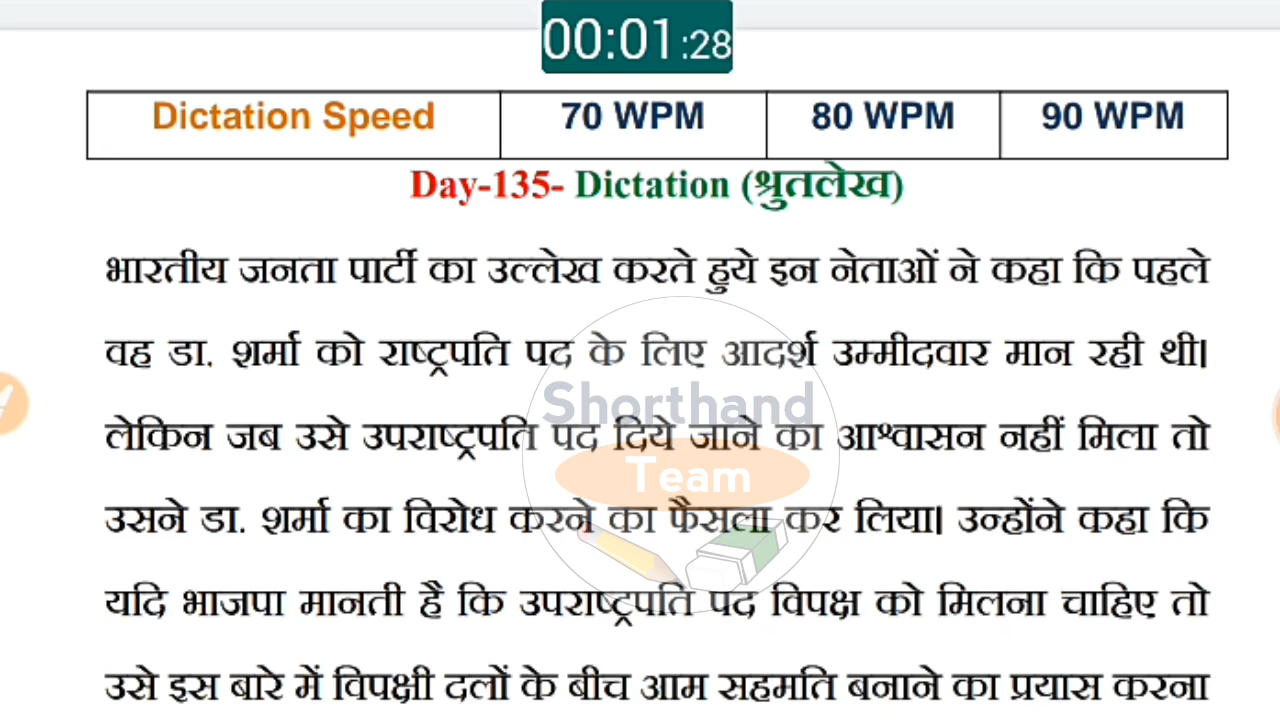 00:01:28
Dictation Speed 70 WPM 80 WPM 90 WPM
Day-135- Dictation (श्रुतलेख)
भारतीय जनता पार्टी का उल्लेख करते हुये इन नेताओं ने कहा कि पहले
वह डा. शर्मा को राष्ट्रपति पद के लिए आदर्श उम्मीदवार मान रही थी।
लेकिन जब उसे उपराष्ट्रपति पद दिये जाने का आश्वासन नहीं मिला तो
उसने डा. शर्मा का विरोध करने का फैसला कर लिया। उन्होंने कहा कि
यदि भाजपा मानती है कि उपराष्ट्रपति पद विपक्ष को मिलना चाहिए तो
उसे इस बारे में विपक्षी दलों के बीच आम सहमति बनाने का प्रयास करना
Shorthand
Team